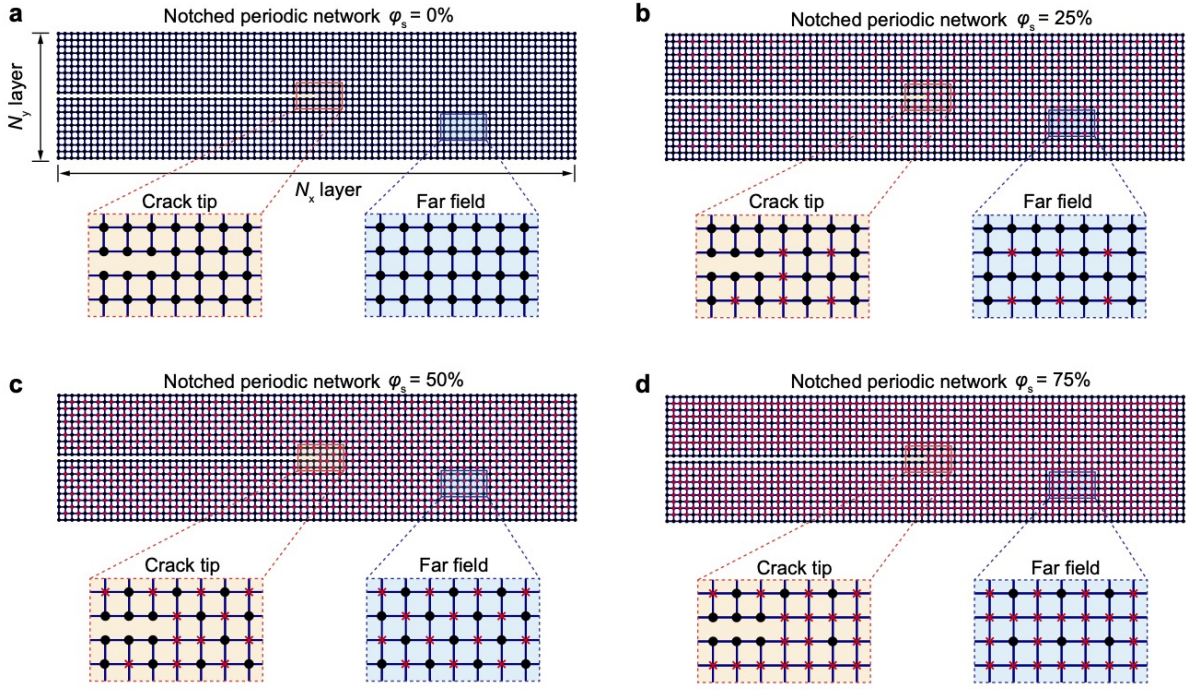 a
Notched periodic network φs = 0%
Ny layer
Nx layer
Crack tip
Far field
b
Notched periodic network φs = 25%
Crack tip
Far field
c
Notched periodic network φs = 50%
Crack tip
Far field
d
Notched periodic network φs = 75%
Crack tip
Far field